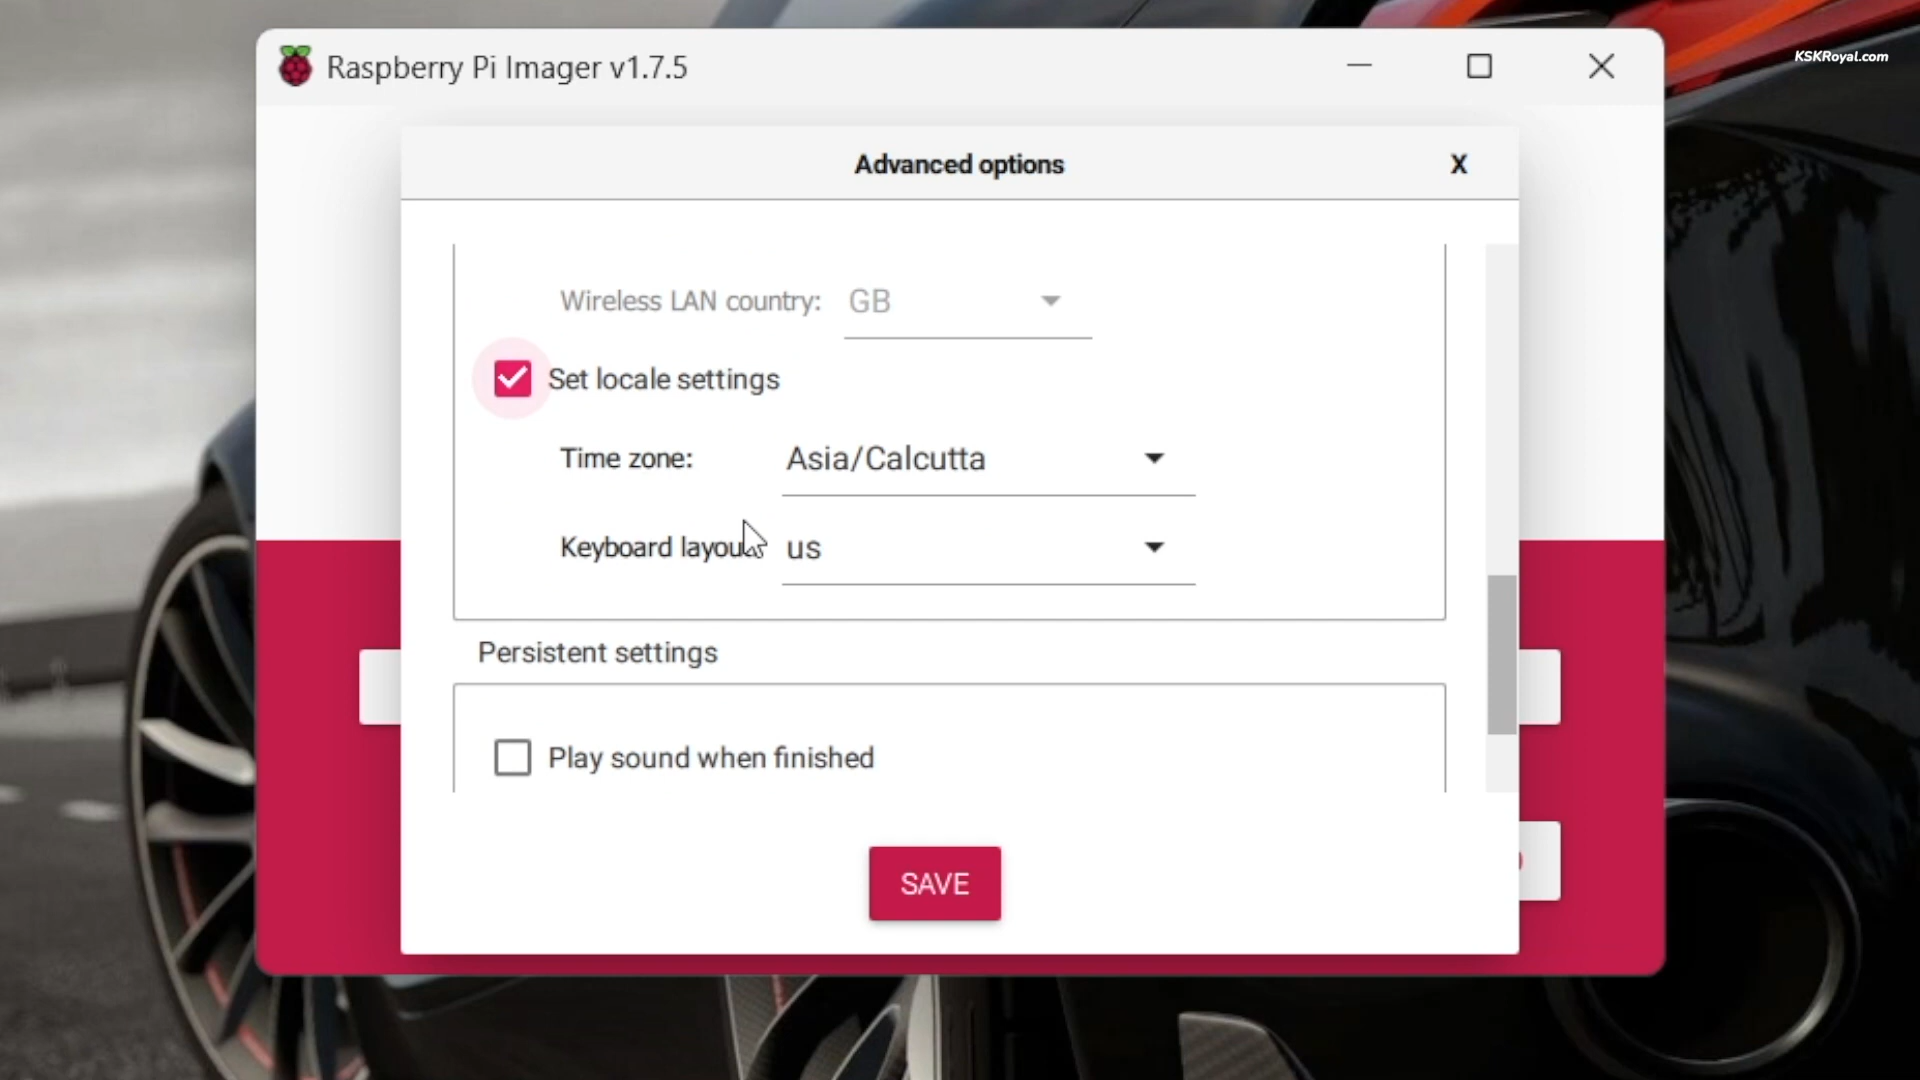 Raspberry Pi Imager v1.7.5
KSKRoyal.com
Advanced options
X
Wireless LAN country: GB
Set locale settings
Time zone: Asia/Calcutta
Keyboard layout: us
Persistent settings
Play sound when finished
SAVE